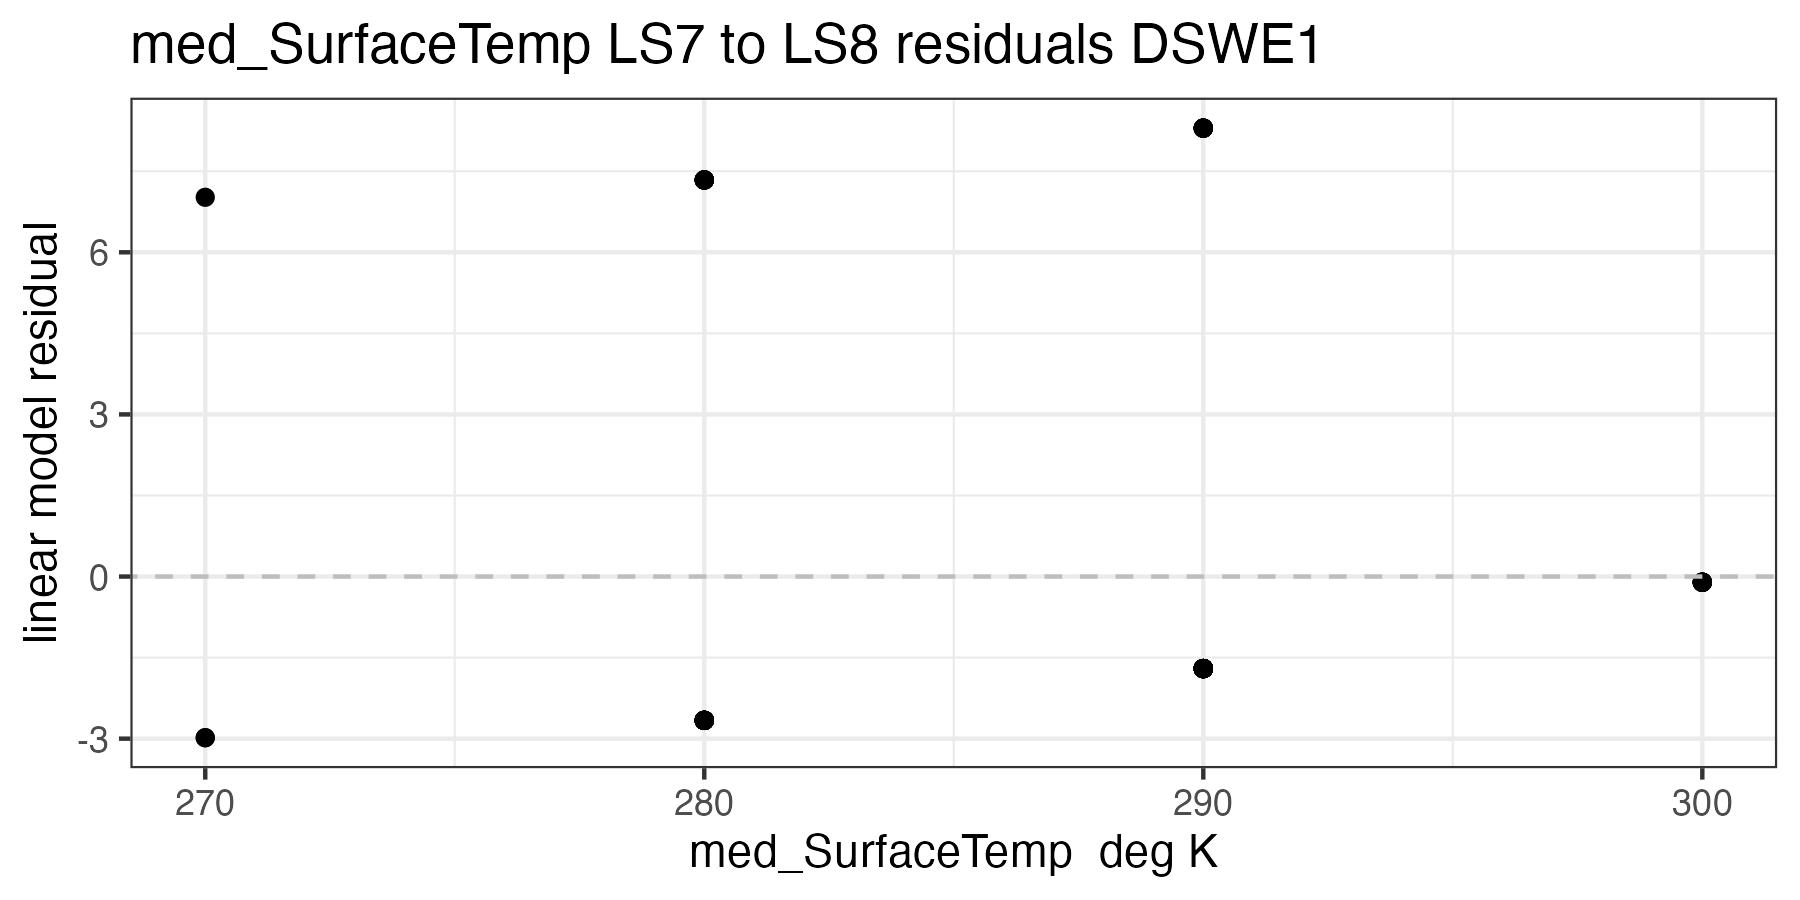 med_SurfaceTemp LS7 to LS8 residuals DSWE1
linear model residual
6
3
0
-3
270 280 290 300
med_SurfaceTemp  deg K